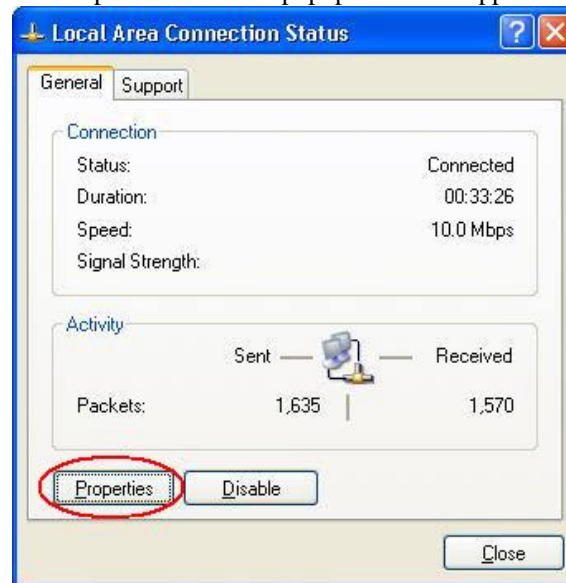 Local Area Connection Status
General Support
Connection
Status: Connected
Duration: 00:33:26
Speed: 10.0 Mbps
Signal Strength:
Activity
Sent Received
Packets: 1,635 1,570
Properties Disable
Close